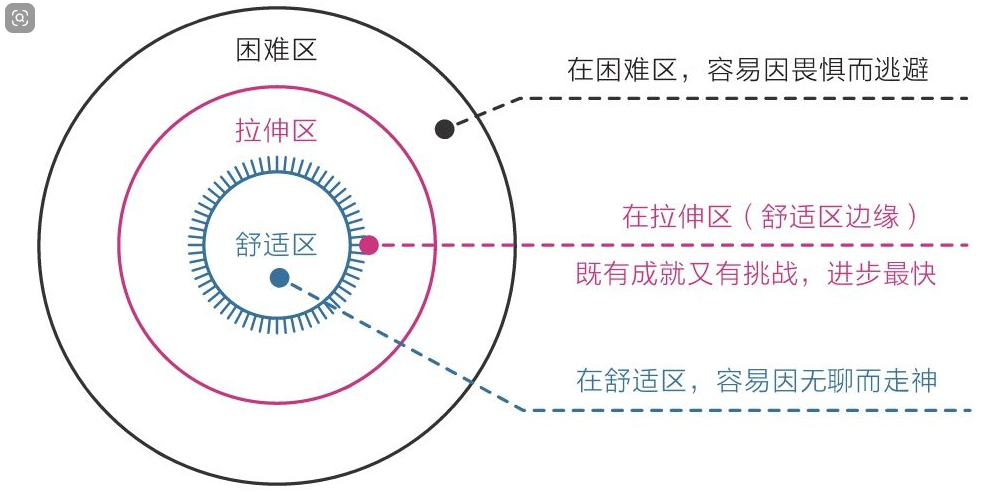 困难区
在困难区，容易因畏惧而逃避
拉伸区
在拉伸区（舒适区边缘）
舒适区
既有成就又有挑战，进步最快
在舒适区，容易因无聊而走神